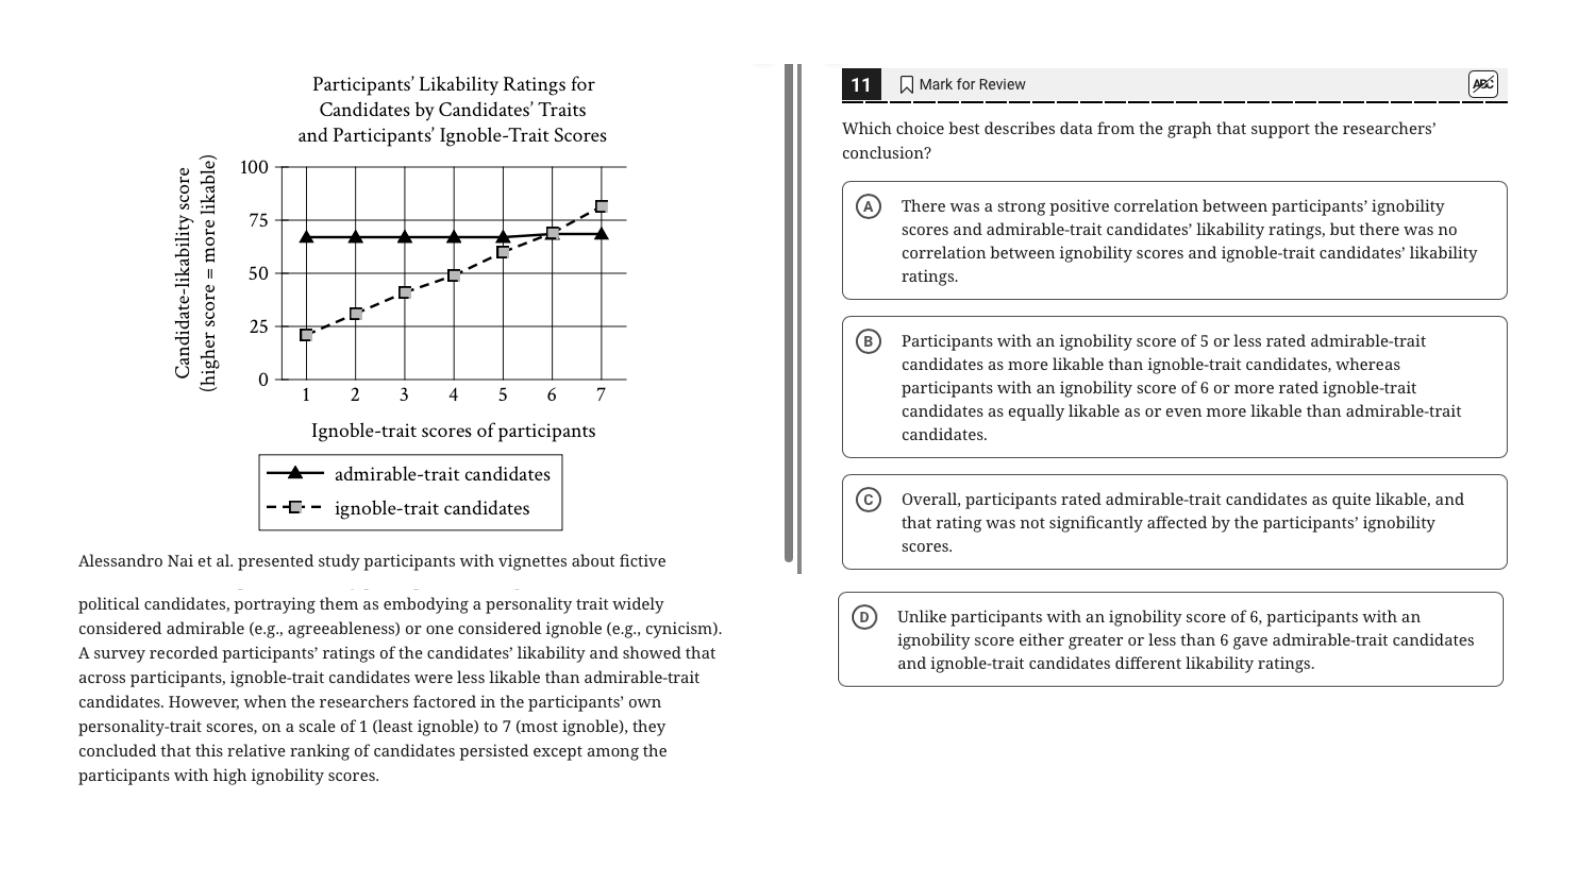 Participants’ Likability Ratings for
Candidates by Candidates’ Traits
and Participants’ Ignoble-Trait Scores
Candidate-likability score
(higher score = more likable)
100
75
50
25
0
1 2 3 4 5 6 7
Ignoble-trait scores of participants
admirable-trait candidates
ignoble-trait candidates
Alessandro Nai et al. presented study participants with vignettes about fictive
political candidates, portraying them as embodying a personality trait widely
considered admirable (e.g., agreeableness) or one considered ignoble (e.g., cynicism).
A survey recorded participants’ ratings of the candidates’ likability and showed that
across participants, ignoble-trait candidates were less likable than admirable-trait
candidates. However, when the researchers factored in the participants’ own
personality-trait scores, on a scale of 1 (least ignoble) to 7 (most ignoble), they
concluded that this relative ranking of candidates persisted except among the
participants with high ignobility scores.
11 Mark for Review ABC
Which choice best describes data from the graph that support the researchers’
conclusion?
A There was a strong positive correlation between participants’ ignobility
scores and admirable-trait candidates’ likability ratings, but there was no
correlation between ignobility scores and ignoble-trait candidates’ likability
ratings.
B Participants with an ignobility score of 5 or less rated admirable-trait
candidates as more likable than ignoble-trait candidates, whereas
participants with an ignobility score of 6 or more rated ignoble-trait
candidates as equally likable as or even more likable than admirable-trait
candidates.
C Overall, participants rated admirable-trait candidates as quite likable, and
that rating was not significantly affected by the participants’ ignobility
scores.
D Unlike participants with an ignobility score of 6, participants with an
ignobility score either greater or less than 6 gave admirable-trait candidates
and ignoble-trait candidates different likability ratings.